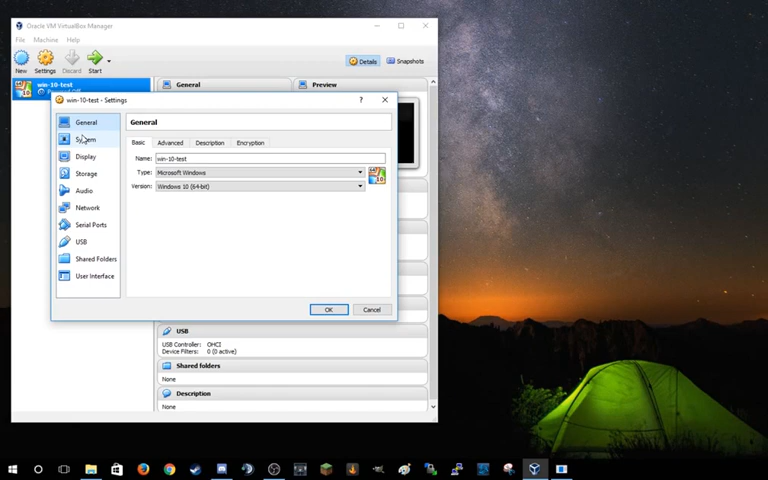 Oracle VM VirtualBox Manager
File Machine Help
New Settings Discard Start
Details Snapshots
win-10-test
General
Preview
win-10-test - Settings
General
System
Display
Storage
Audio
Network
Serial Ports
USB
Shared Folders
User Interface
General
Basic Advanced Description Encryption
Name: win-10-test
Type: Microsoft Windows
Version: Windows 10 (64-bit)
OK Cancel
USB
USB Controller: OHCI
Device Filters: 0 (0 active)
Shared folders
None
Description
None